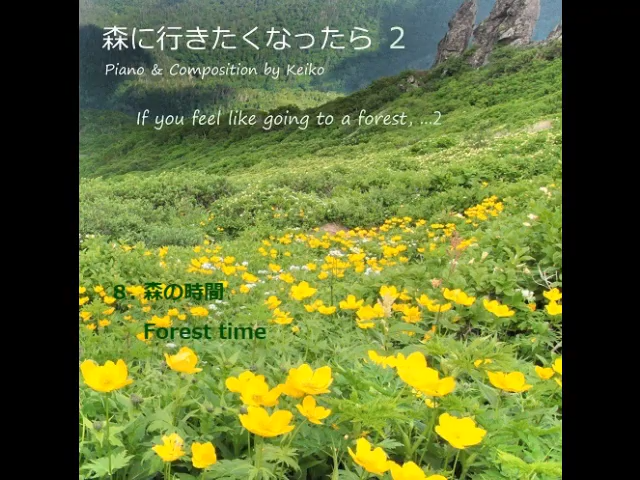 森に行きたくなったら 2
Piano & Composition by Keiko
If you feel like going to a forest, ...2
8. 森の時間
Forest time